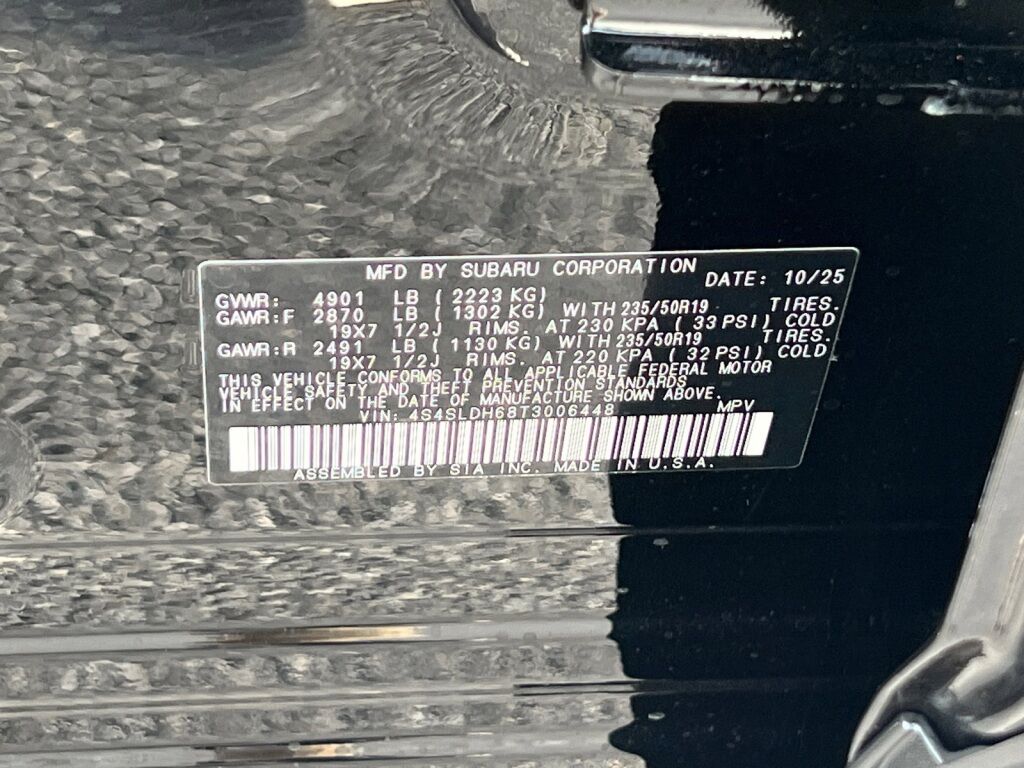 MFD BY SUBARU CORPORATION DATE: 10/25
GVWR: 4901 LB ( 2223 KG)
GAWR:F 2870 LB ( 1302 KG) WITH 235/50R19 TIRES.
19X7 1/2J RIMS. AT 230 KPA ( 33 PSI) COLD
GAWR:R 2491 LB ( 1130 KG) WITH 235/50R19 TIRES.
19X7 1/2J RIMS. AT 220 KPA ( 32 PSI) COLD
THIS VEHICLE CONFORMS TO ALL APPLICABLE FEDERAL MOTOR
VEHICLE SAFETY AND THEFT PREVENTION STANDARDS
IN EFFECT ON THE DATE OF MANUFACTURE SHOWN ABOVE.
VIN: 4S4SLDH68T3006448 MPV
ASSEMBLED BY SIA INC. MADE IN U.S.A.